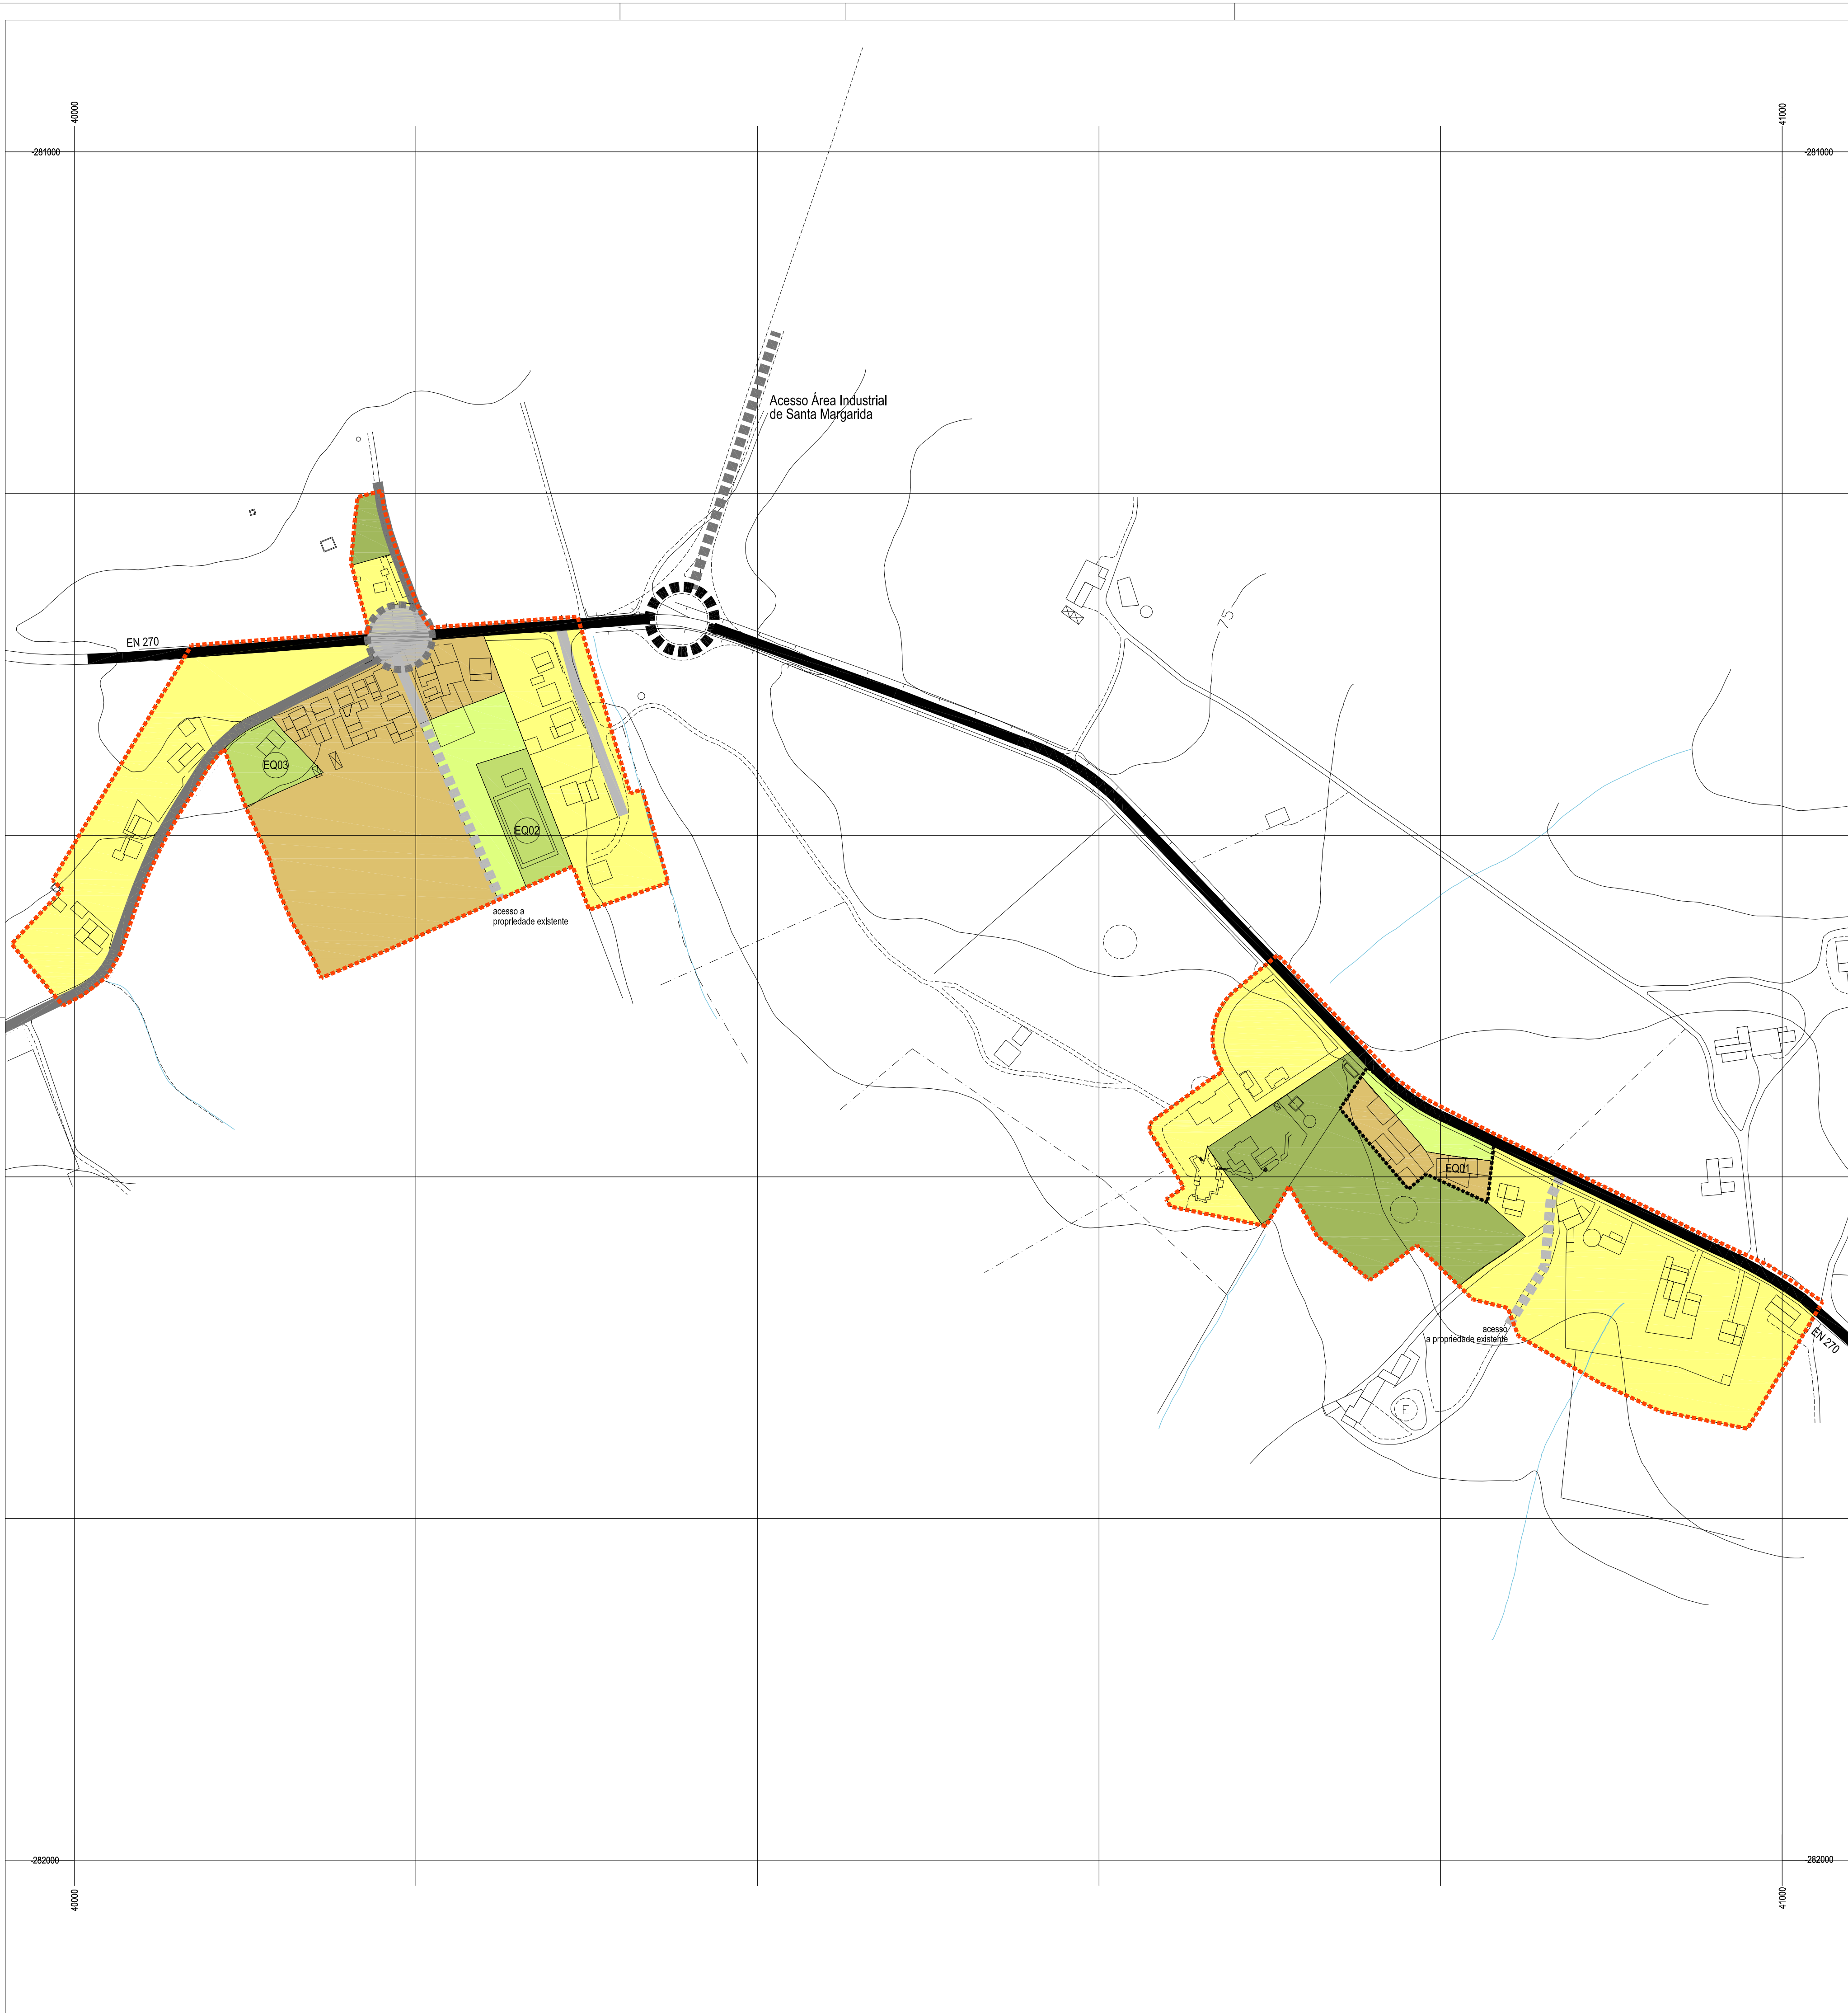 40000
41000
-281000
-281000
Acesso Área Industrial
de Santa Margarida
75
EN 270
EQ03
EQ02
acesso a
propriedade existente
EQ01
acesso
a propriedade existente
EN 270
E
-282000
-282000
40000
41000